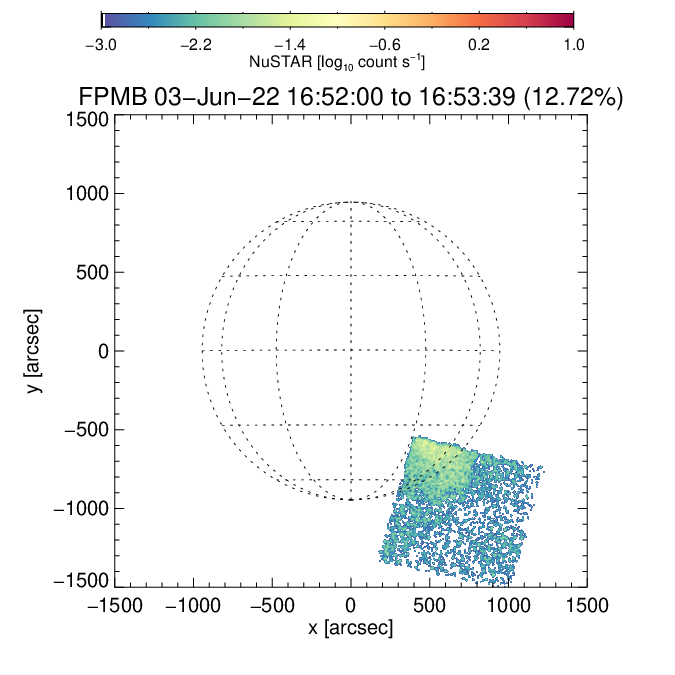 −3.0 −2.2 −1.4 −0.6 0.2 1.0
NuSTAR [log₁₀ count s⁻¹]
FPMB 03−Jun−22 16:52:00 to 16:53:39 (12.72%)
1500
1000
500
0
−500
−1000
−1500
y [arcsec]
−1500 −1000 −500 0 500 1000 1500
x [arcsec]